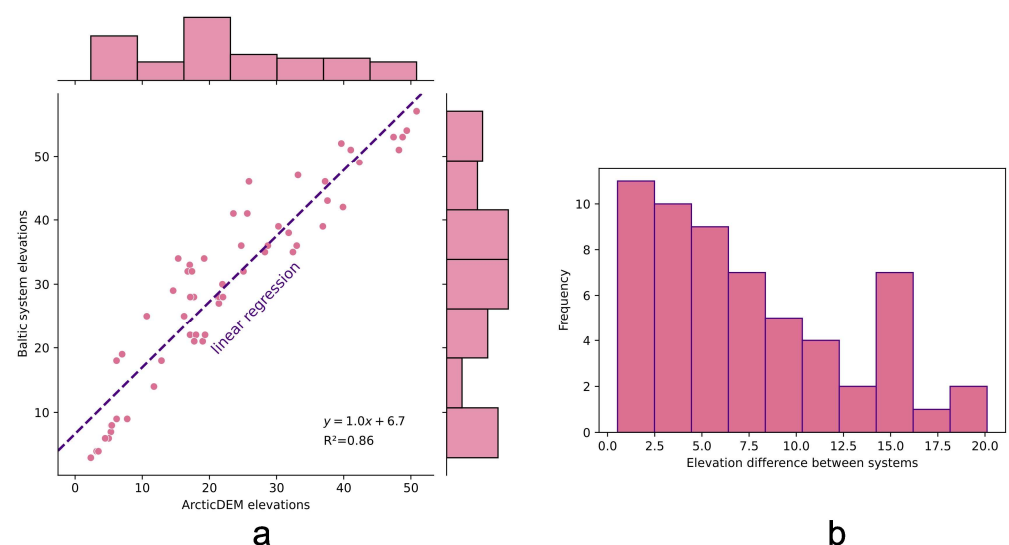 50
40
30
20
10
Baltic system elevations
linear regression
y = 1.0x + 6.7
R²=0.86
0 10 20 30 40 50
ArcticDEM elevations
a
10
8
6
4
2
0
Frequency
0.0 2.5 5.0 7.5 10.0 12.5 15.0 17.5 20.0
Elevation difference between systems
b